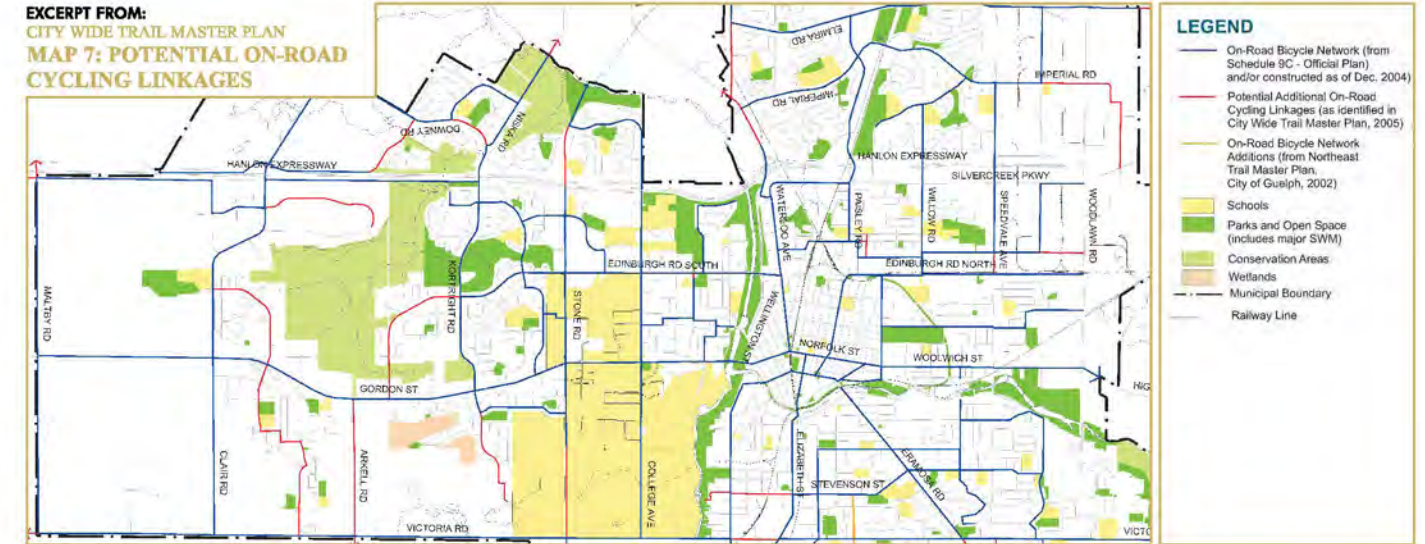 EXCERPT FROM:
CITY WIDE TRAIL MASTER PLAN
MAP 7: POTENTIAL ON-ROAD
CYCLING LINKAGES
ELMIRA RD
IMPERIAL RD
IMPERIAL RD
DOWNEY RD
NISKA RD
HANLON EXPRESSWAY
HANLON EXPRESSWAY
SILVERCREEK PKWY
WATERLOO AVE
PAISLEY RD
WILLOW RD
SPEEDVALE AVE
WOODLAWN RD
EDINBURGH RD SOUTH
EDINBURGH RD NORTH
MALTBY RD
KORTRIGHT RD
STONE RD
WELLINGTON ST
NORFOLK ST
WOOLWICH ST
GORDON ST
HIG
CLAIR RD
ARKELL RD
COLLEGE AVE
ELIZABETH ST
ERAMOSA RD
STEVENSON ST
VICTORIA RD
VICTO
LEGEND
On-Road Bicycle Network (from
Schedule 9C - Official Plan)
and/or constructed as of Dec. 2004)
Potential Additional On-Road
Cycling Linkages (as identified in
City Wide Trail Master Plan, 2005)
On-Road Bicycle Network
Additions (from Northeast
Trail Master Plan,
City of Guelph, 2002)
Schools
Parks and Open Space
(includes major SWM)
Conservation Areas
Wetlands
Municipal Boundary
Railway Line